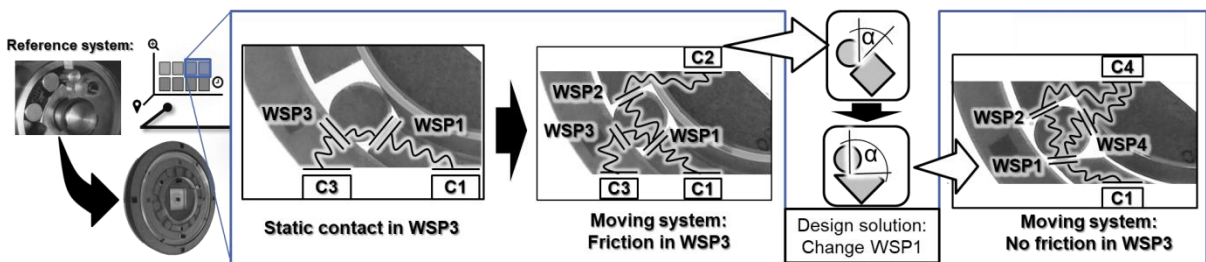 Reference system:
WSP3
WSP1
C3
C1
Static contact in WSP3
C2
WSP2
WSP3
WSP1
C3
C1
Moving system:
Friction in WSP3
α
α
Design solution:
Change WSP1
C4
WSP2
WSP1
WSP4
C1
Moving system:
No friction in WSP3